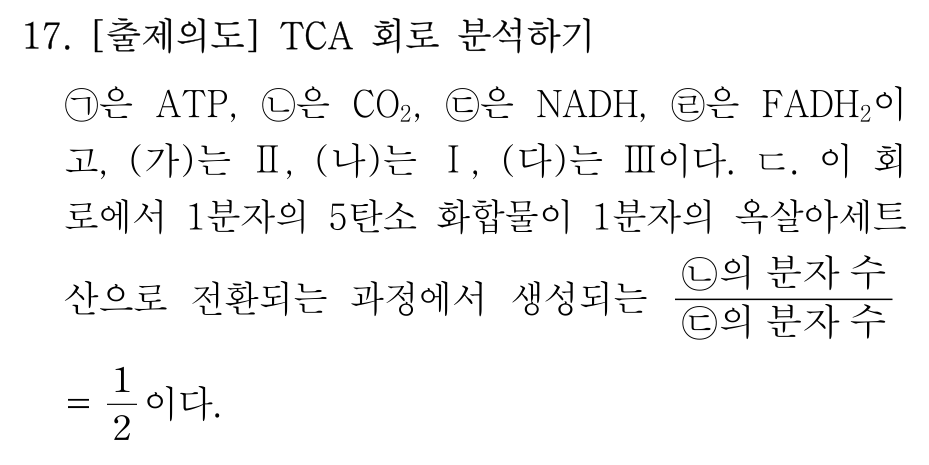 17. [출제의도] TCA 회로 분석하기
㉠은 ATP, ㉡은 CO₂, ㉢은 NADH, ㉣은 FADH₂이
고, (가)는 Ⅱ, (나)는 Ⅰ, (다)는 Ⅲ이다. ㄷ. 이 회
로에서 1분자의 5탄소 화합물이 1분자의 옥살아세트
산으로 전환되는 과정에서 생성되는 ㉡의 분자 수/㉢의 분자 수
= 1/2이다.